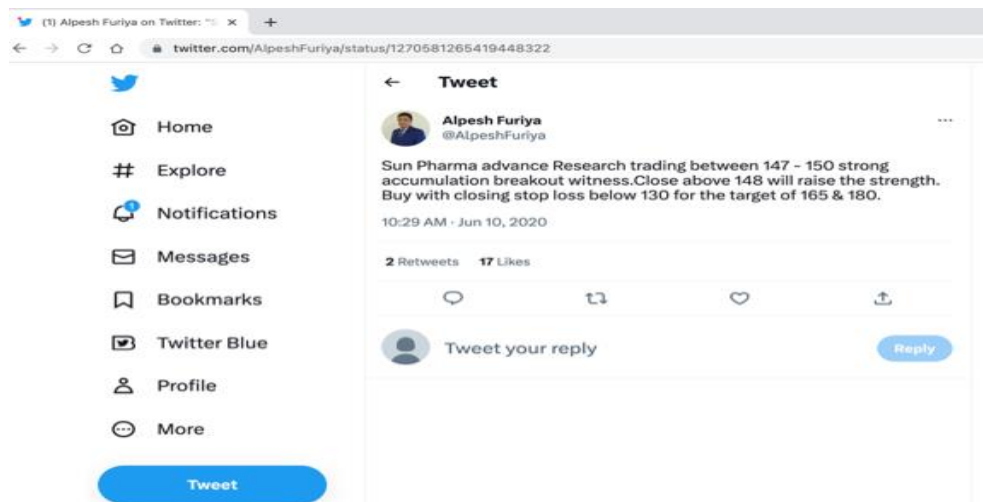 (1) Alpesh Furiya on Twitter: "S
twitter.com/AlpeshFuriya/status/1270581265419448322
Home
Explore
1
Notifications
Messages
Bookmarks
Twitter Blue
Profile
More
Tweet
Tweet
Alpesh Furiya
@AlpeshFuriya
Sun Pharma advance Research trading between 147 - 150 strong
accumulation breakout witness.Close above 148 will raise the strength.
Buy with closing stop loss below 130 for the target of 165 & 180.
10:29 AM · Jun 10, 2020
2 Retweets 17 Likes
Tweet your reply
Reply